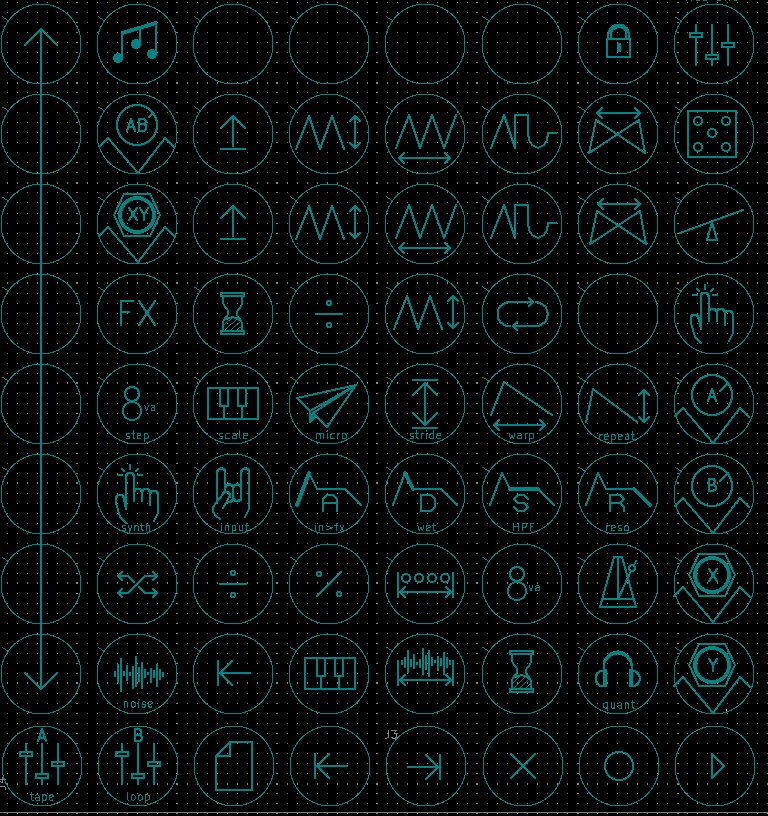 AB
XY
FX
8va
step
scale
micro
stride
warp
repeat
A
synth
input
A
in>fx
D
wet
S
HPF
R
reso
B
8va
X
noise
quant
Y
J3
A
tape
B
loop